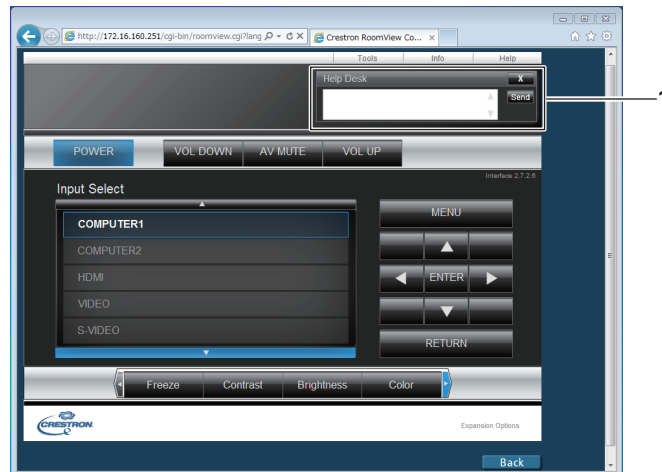 http://172.16.160.251/cgi-bin/roomview.cgi?lang
Crestron RoomView Co...
Tools Info Help
Help Desk X
Send
1
POWER VOL DOWN AV MUTE VOL UP
Interface 2.7.2.6
Input Select
COMPUTER1
COMPUTER2
HDMI
VIDEO
S-VIDEO
MENU
ENTER
RETURN
Freeze Contrast Brightness Color
CRESTRON
Expansion Options
Back